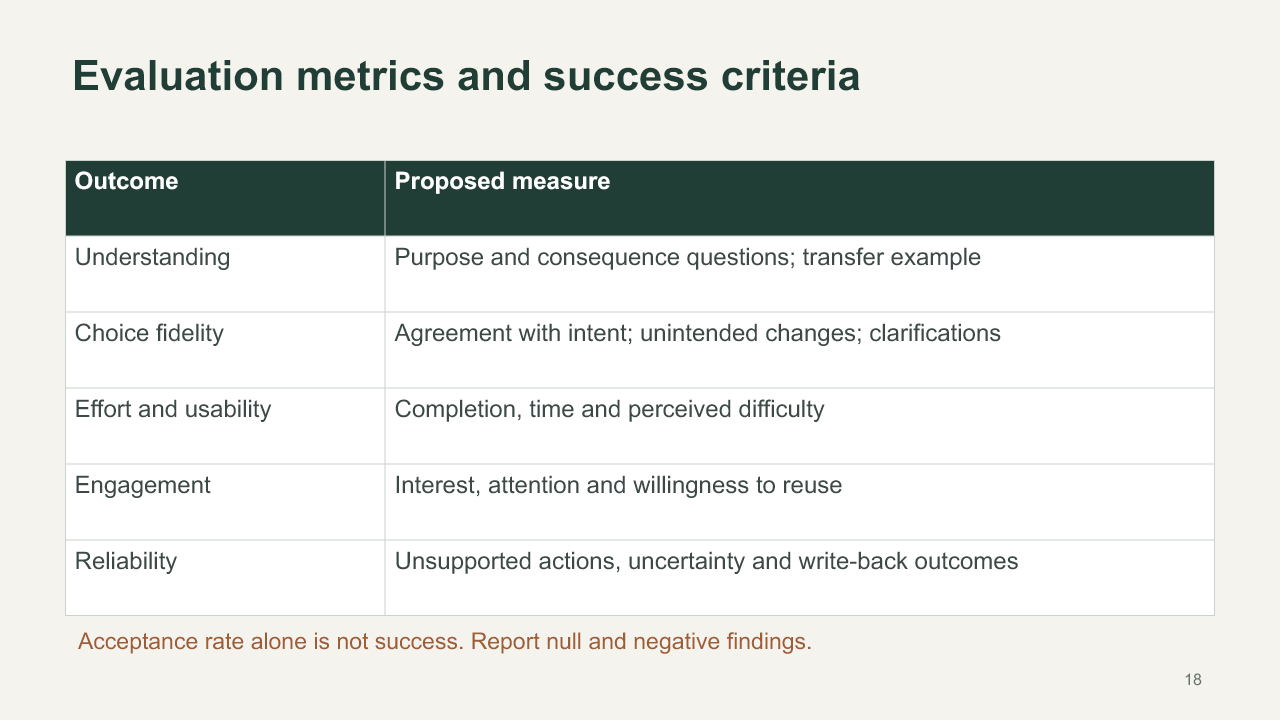 Evaluation metrics and success criteria
Outcome
Proposed measure
Understanding
Purpose and consequence questions; transfer example
Choice fidelity
Agreement with intent; unintended changes; clarifications
Effort and usability
Completion, time and perceived difficulty
Engagement
Interest, attention and willingness to reuse
Reliability
Unsupported actions, uncertainty and write-back outcomes
Acceptance rate alone is not success. Report null and negative findings.
18